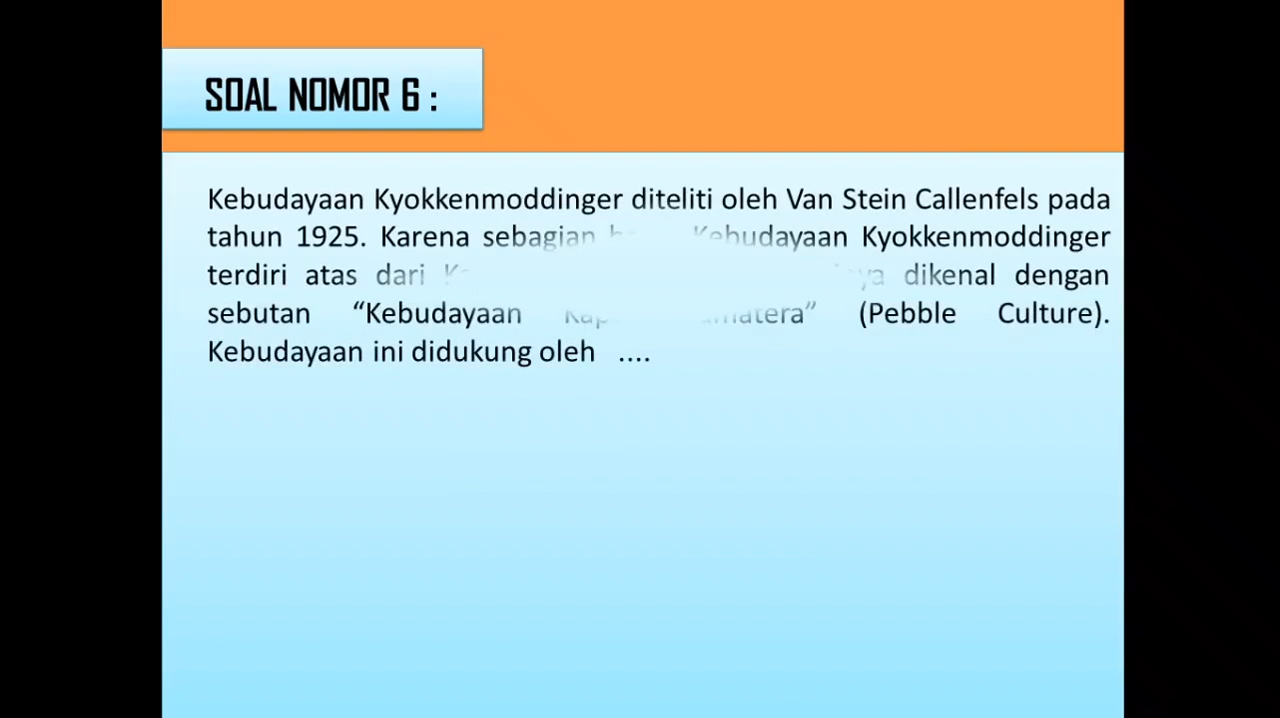 SOAL NOMOR 6 :
Kebudayaan Kyokkenmoddinger diteliti oleh Van Stein Callenfels pada
tahun 1925. Karena sebagian Kebudayaan Kyokkenmoddinger
terdiri atas dari dikenal dengan
sebutan “Kebudayaan (Pebble Culture).
Kebudayaan ini didukung oleh ....